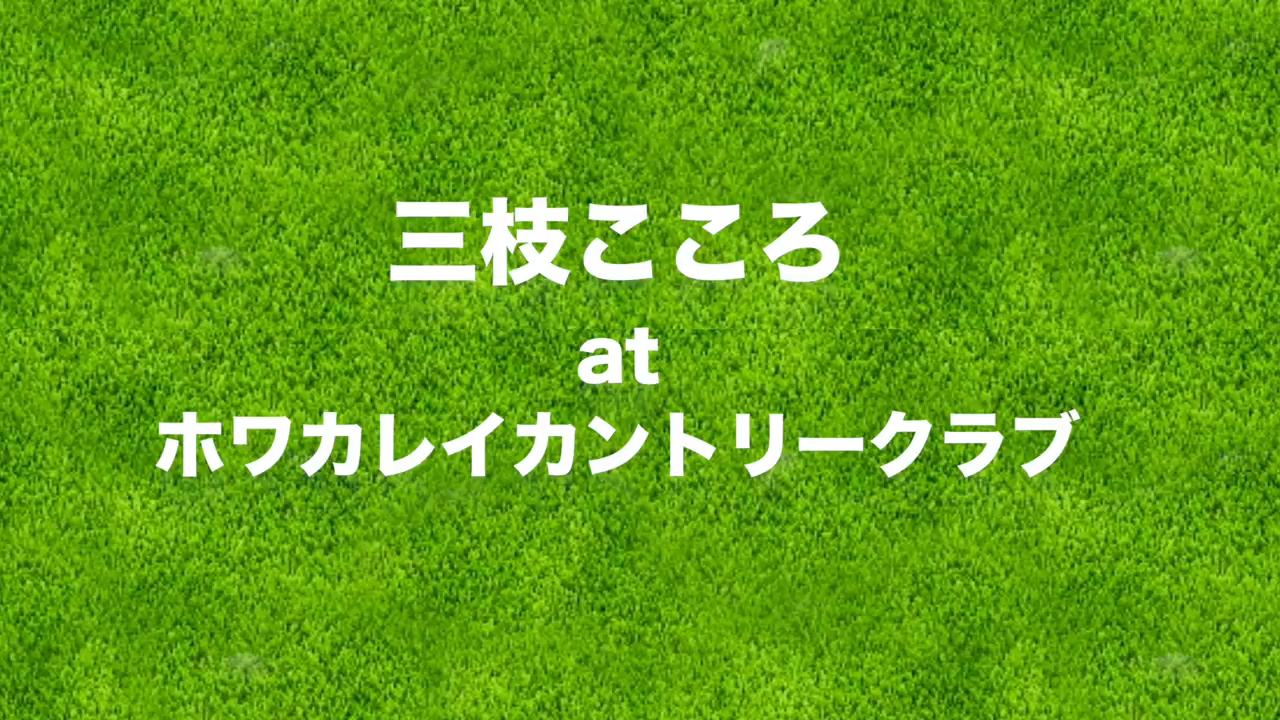 三枝こころ
at
ホワカレイカントリークラブ